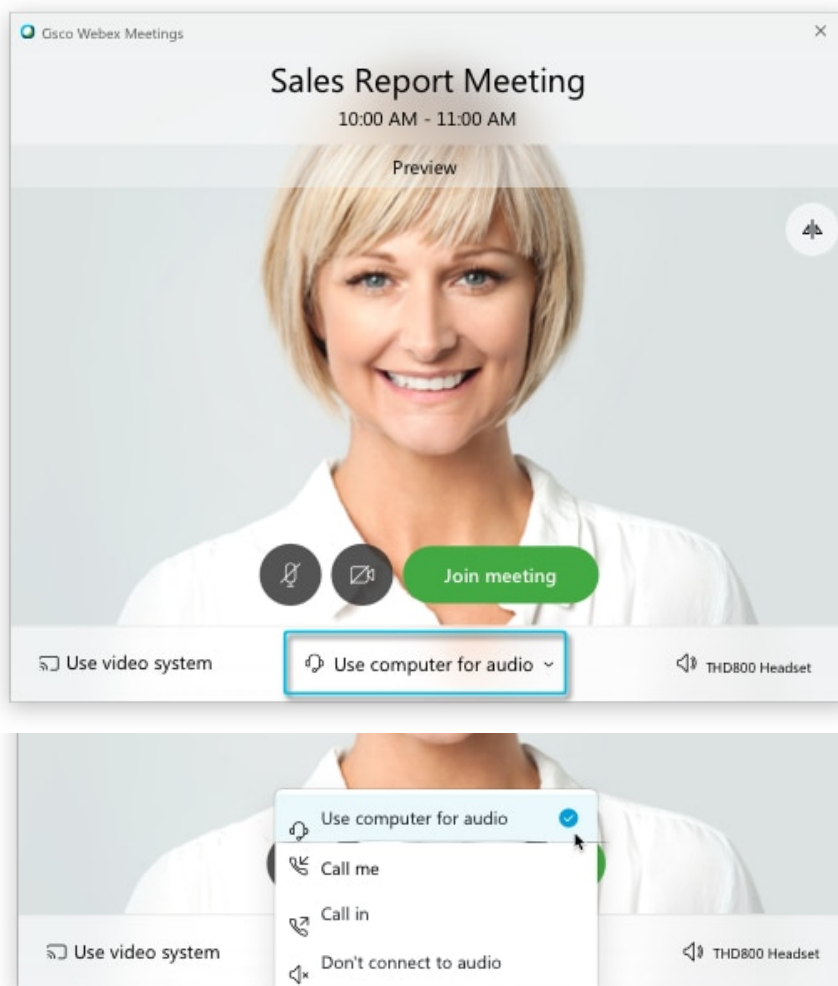 Cisco Webex Meetings
Sales Report Meeting
10:00 AM - 11:00 AM
Preview
Join meeting
Use video system
Use computer for audio
THD800 Headset
Use computer for audio
Call me
Call in
Don't connect to audio
Use video system
THD800 Headset